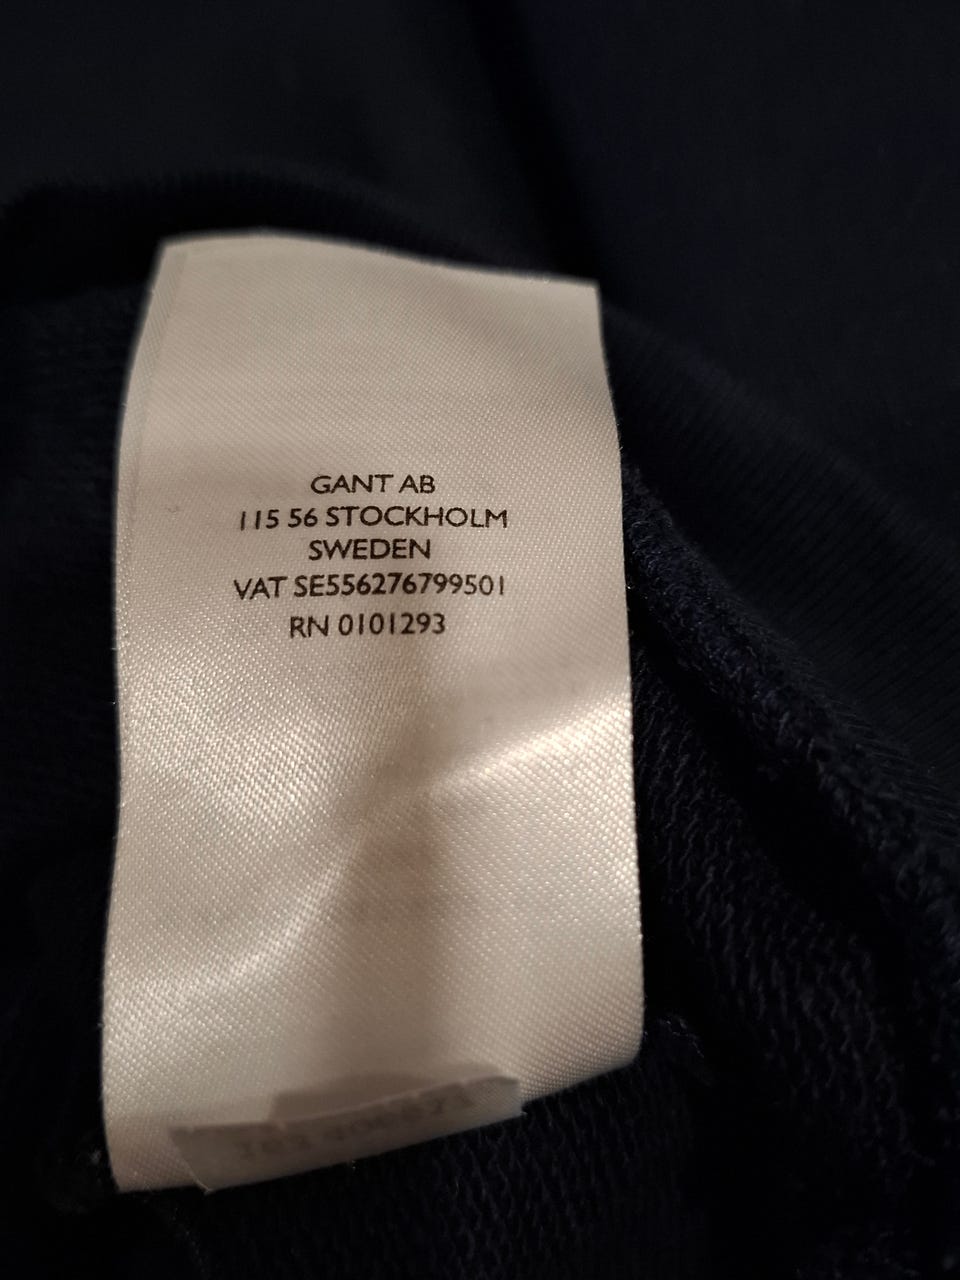 GANT AB
115 56 STOCKHOLM
SWEDEN
VAT SE556276799501
RN 0101293